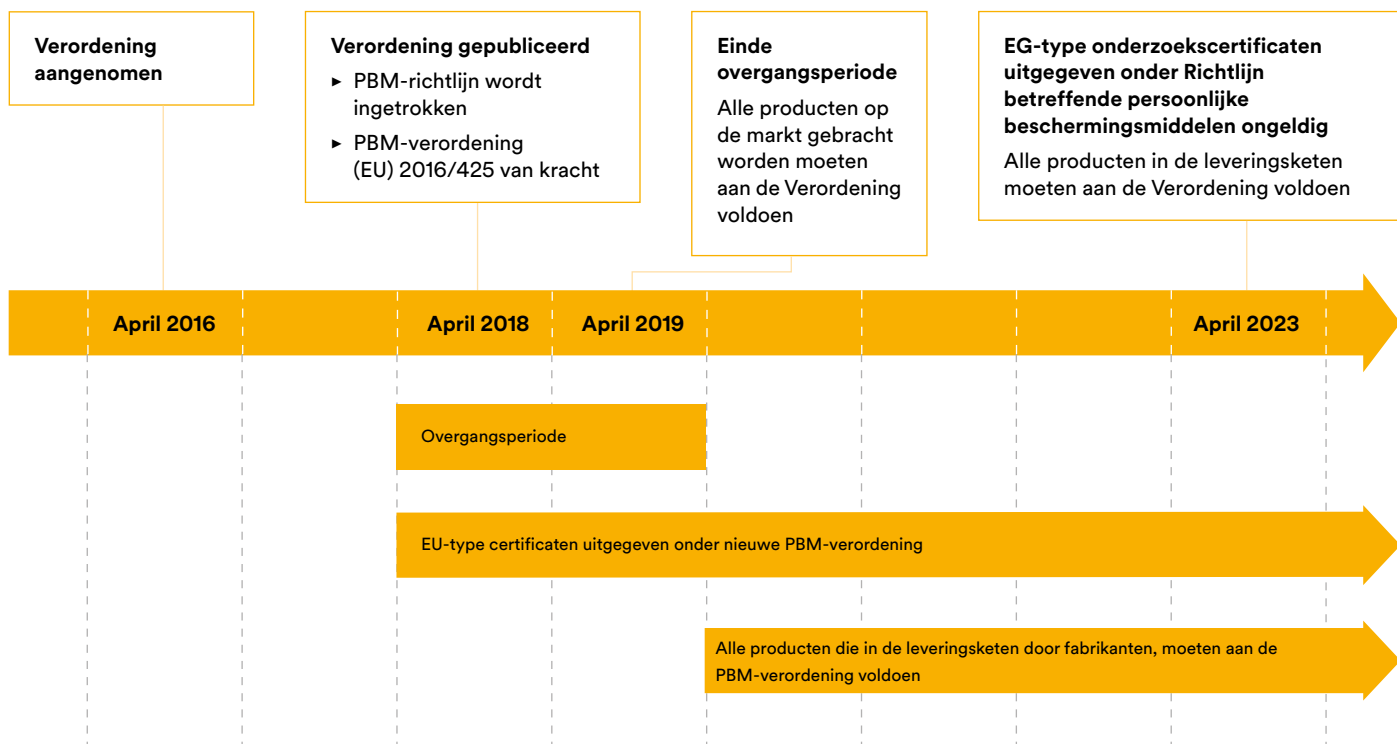 Verordening
aangenomen
Verordening gepubliceerd
► PBM-richtlijn wordt
ingetrokken
► PBM-verordening
(EU) 2016/425 van kracht
Einde
overgangsperiode
Alle producten op
de markt gebracht
worden moeten
aan de Verordening
voldoen
EG-type onderzoekscertificaten
uitgegeven onder Richtlijn
betreffende persoonlijke
beschermingsmiddelen ongeldig
Alle producten in de leveringsketen
moeten aan de Verordening voldoen
April 2016
April 2018
April 2019
April 2023
Overgangsperiode
EU-type certificaten uitgegeven onder nieuwe PBM-verordening
Alle producten die in de leveringsketen door fabrikanten, moeten aan de
PBM-verordening voldoen